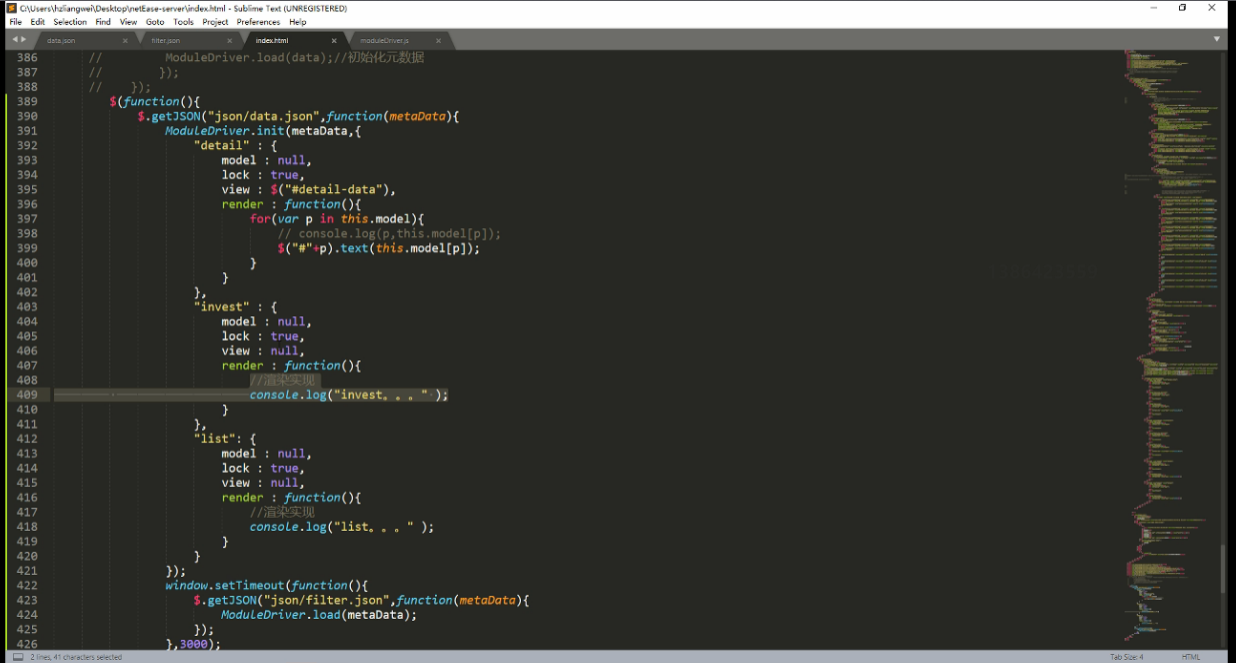 C:\Users\hzliangwei\Desktop\netEase-server\index.html - Sublime Text (UNREGISTERED)
File Edit Selection Find View Goto Tools Project Preferences Help
data.json × filter.json × index.html × moduleDriver.js ×
386 // ModuleDriver.load(data);//初始化元数据
387 // });
388 // });
389 $(function(){
390 $.getJSON("json/data.json",function(metaData){
391 ModuleDriver.init(metaData,{
392 "detail" : {
393 model : null,
394 lock : true,
395 view : $("#detail-data"),
396 render : function(){
397 for(var p in this.model){
398 // console.log(p,this.model[p]);
399 $("#"+p).text(this.model[p]);
400 }
401 }
402 },
403 "invest" : {
404 model : null,
405 lock : true,
406 view : null,
407 render : function(){
408 //渲染实现
409 console.log("invest。。。" );
410 }
411 },
412 "list": {
413 model : null,
414 lock : true,
415 view : null,
416 render : function(){
417 //渲染实现
418 console.log("list。。。" );
419 }
420 }
421 });
422 window.setTimeout(function(){
423 $.getJSON("json/filter.json",function(metaData){
424 ModuleDriver.load(metaData);
425 });
426 },3000);
2 lines, 41 characters selected Tab Size: 4 HTML